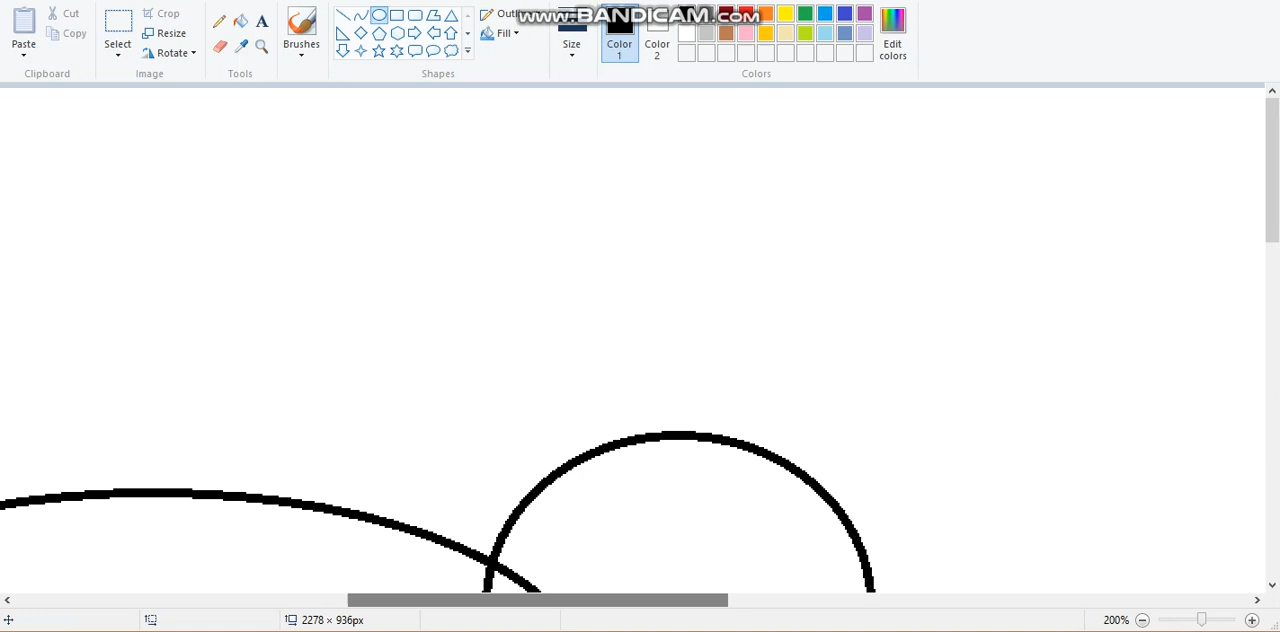 www.BANDICAM.com
Paste
Cut
Copy
Clipboard
Select
Crop
Resize
Rotate
Image
Tools
Brushes
Shapes
Fill
Size
Color
1
Color
2
Colors
Edit
colors
2278 × 936px
200%